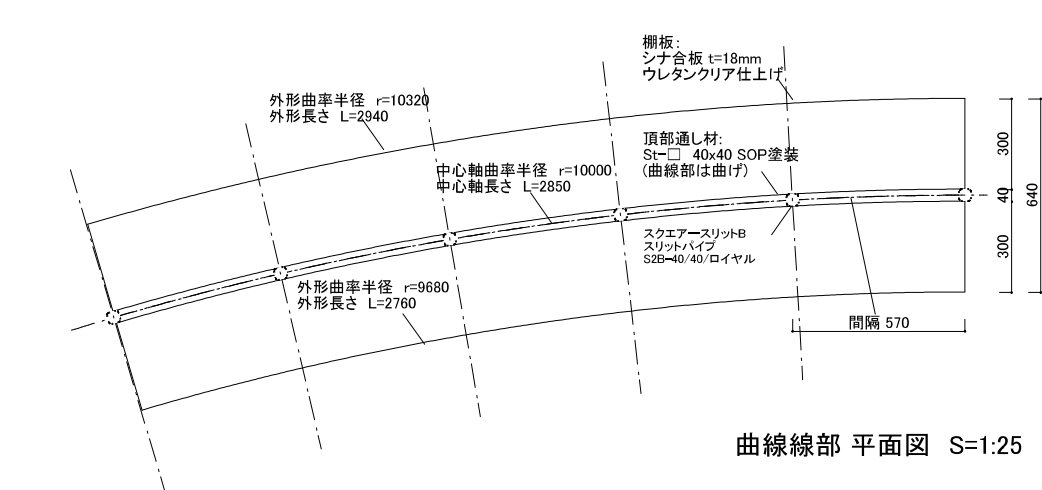 棚板:
シナ合板 t=18mm
ウレタンクリア仕上げ
外形曲率半径 r=10320
外形長さ L=2940
頂部通し材:
St-□ 40x40 SOP塗装
(曲線部は曲げ)
中心軸曲率半径 r=10000
中心軸長さ L=2850
300
40
640
300
スクエアースリットB
スリットパイプ
S2B-40/40/ロイヤル
外形曲率半径 r=9680
外形長さ L=2760
間隔 570
曲線線部 平面図 S=1:25